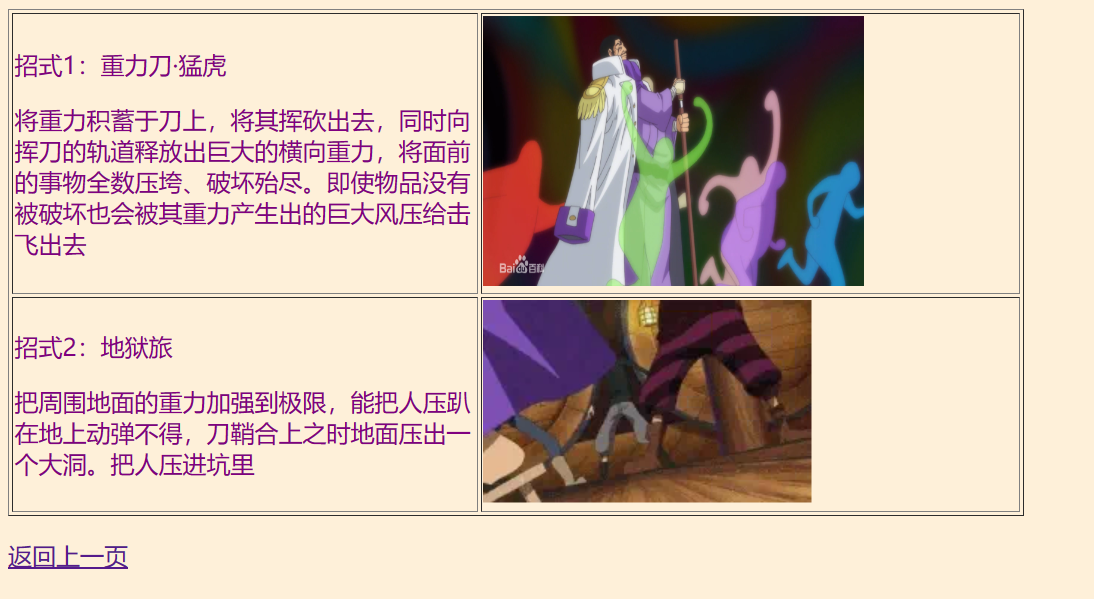 招式1：重力刀·猛虎
将重力积蓄于刀上，将其挥砍出去，同时向
挥刀的轨道释放出巨大的横向重力，将面前
的事物全数压垮、破坏殆尽。即使物品没有
被破坏也会被其重力产生出的巨大风压给击
飞出去
Bai百科
招式2：地狱旅
把周围地面的重力加强到极限，能把人压趴
在地上动弹不得，刀鞘合上之时地面压出一
个大洞。把人压进坑里
返回上一页